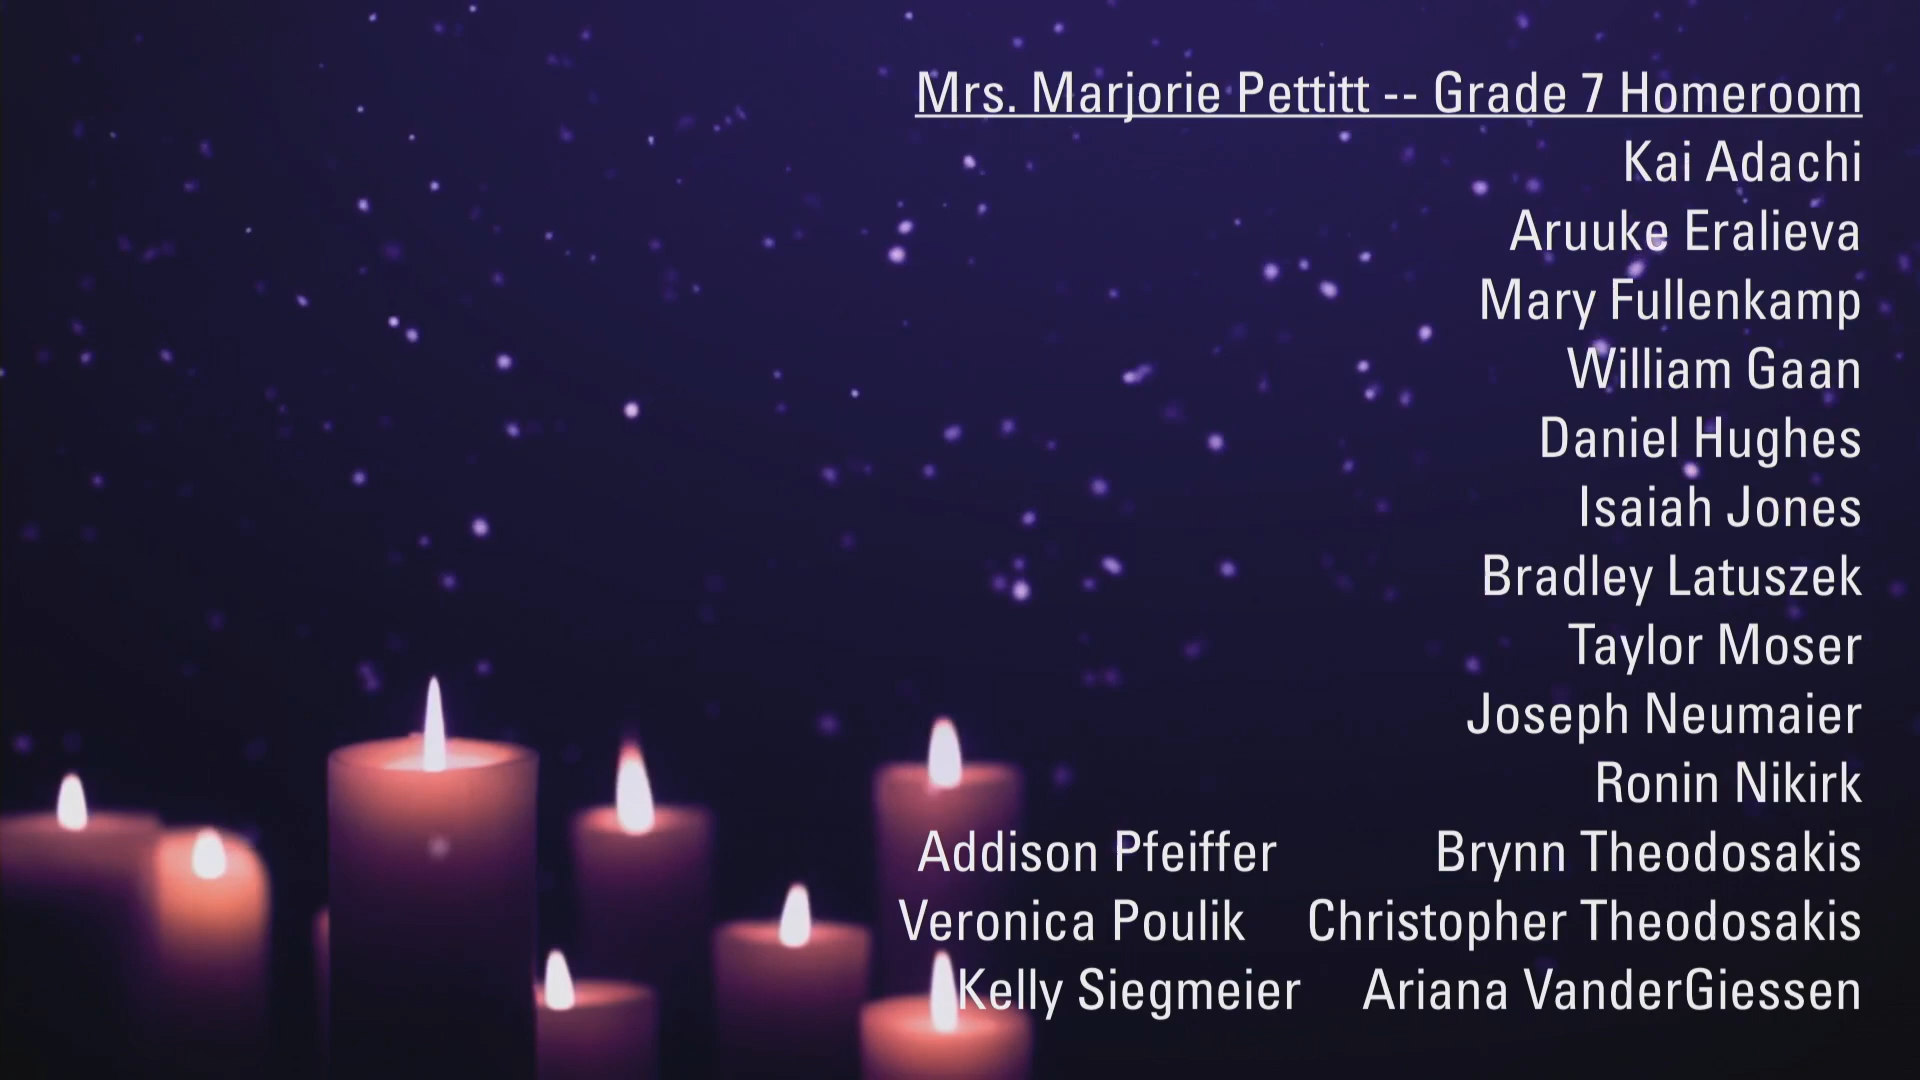 Mrs. Marjorie Pettitt -- Grade 7 Homeroom
Kai Adachi
Aruuke Eralieva
Mary Fullenkamp
William Gaan
Daniel Hughes
Isaiah Jones
Bradley Latuszek
Taylor Moser
Joseph Neumaier
Ronin Nikirk
Addison Pfeiffer Brynn Theodosakis
Veronica Poulik Christopher Theodosakis
Kelly Siegmeier Ariana VanderGiessen